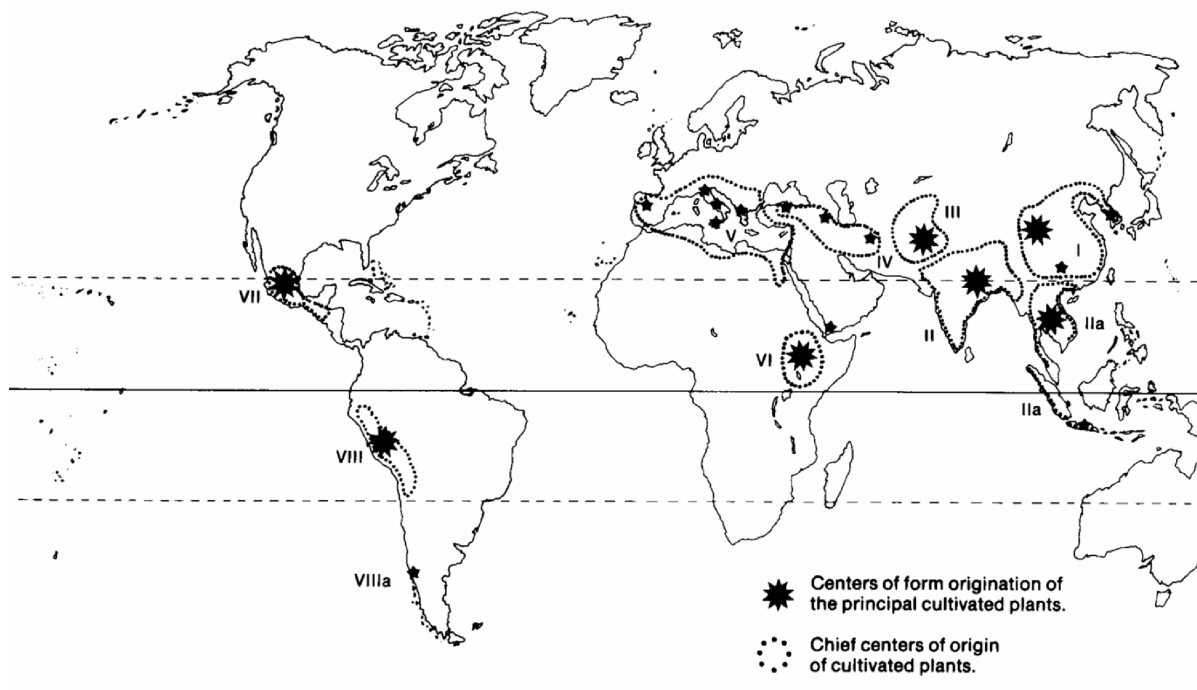 III
V
I
IV
VII
II
IIa
VI
IIa
VIII
VIIIa
Centers of form origination of
the principal cultivated plants.
Chief centers of origin
of cultivated plants.